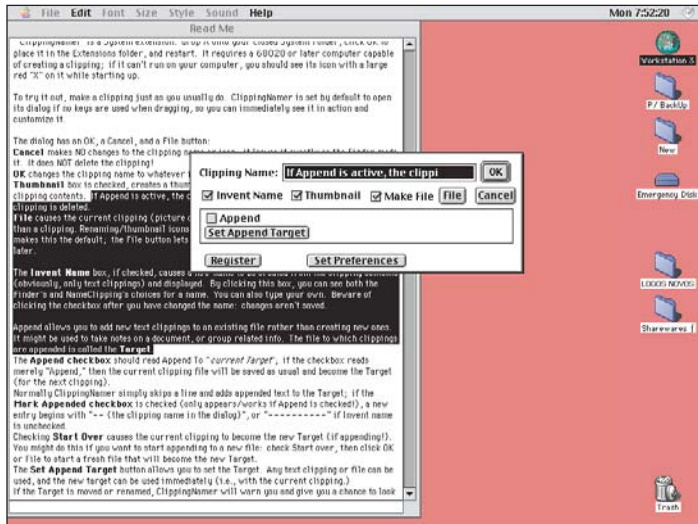 File Edit Font Size Style Sound Help
Mon 7:52:20
Read Me
"ClippingNamer" is a System extension. Drop it onto your closed System Folder, click OK to
place it in the Extensions folder, and restart. It requires a 68020 or later computer capable
of creating a clipping; if it can't run on your computer, you should see its icon with a large
red "X" on it while starting up.
To try it out, make a clipping just as you usually do. ClippingNamer is set by default to open
its dialog if no keys are used when dragging, so you can immediately see it in action and
customize it.
The dialog has an OK, a Cancel, and a File button:
Cancel makes NO changes to the clipping
it. It does NOT delete the clipping!
OK changes the clipping name to whatever
Thumbnail box is checked, creates a
clipping contents. If Append is active, the
clipping is deleted.
File causes the current clipping (picture
than a clipping. Renaming/thumbnail icons
makes this the default; the File button lets
later.
The Invent Name box, if checked, causes
(obviously, only text clippings) and displayed. By clicking this box, you can see both the
Finder's and NameClipping's choices for a name. You can also type your own. Beware of
clicking the checkbox after you have changed the name: changes aren't saved.
Append allows you to add new text clippings to an existing file rather than creating new ones.
It might be used to take notes on a document, or group related info. The file to which clippings
are appended is called the Target.
The Append checkbox should read Append To "current Target"; if the checkbox reads
merely "Append," then the current clipping file will be saved as usual and become the Target
(for the next clipping).
Normally ClippingNamer simply skips a line and adds appended text to the Target; if the
Mark Appended checkbox is checked (only appears/works if Append is checked!), a new
entry begins with "-- (the clipping name in the dialog)", or "----------" if Invent name
is unchecked.
Checking Start Over causes the current clipping to become the new Target (if appending!).
You might do this if you want to start appending to a new file: check Start over, then click OK
or File to start a fresh file that will become the new Target.
The Set Append Target button allows you to set the Target. Any text clipping or file can be
used, and the new target can be used immediately (i.e., with the current clipping.)
If the Target is moved or renamed, ClippingNamer will warn you and give you a chance to look
Clipping Name: If Append is active, the clippi OK
Invent Name Thumbnail Make File File Cancel
Append
Set Append Target
Register Set Preferences
Workstation 3
P/ BackUp
New
Emergency Disk
LOGOS NOVOS
Sharewares f
Trash